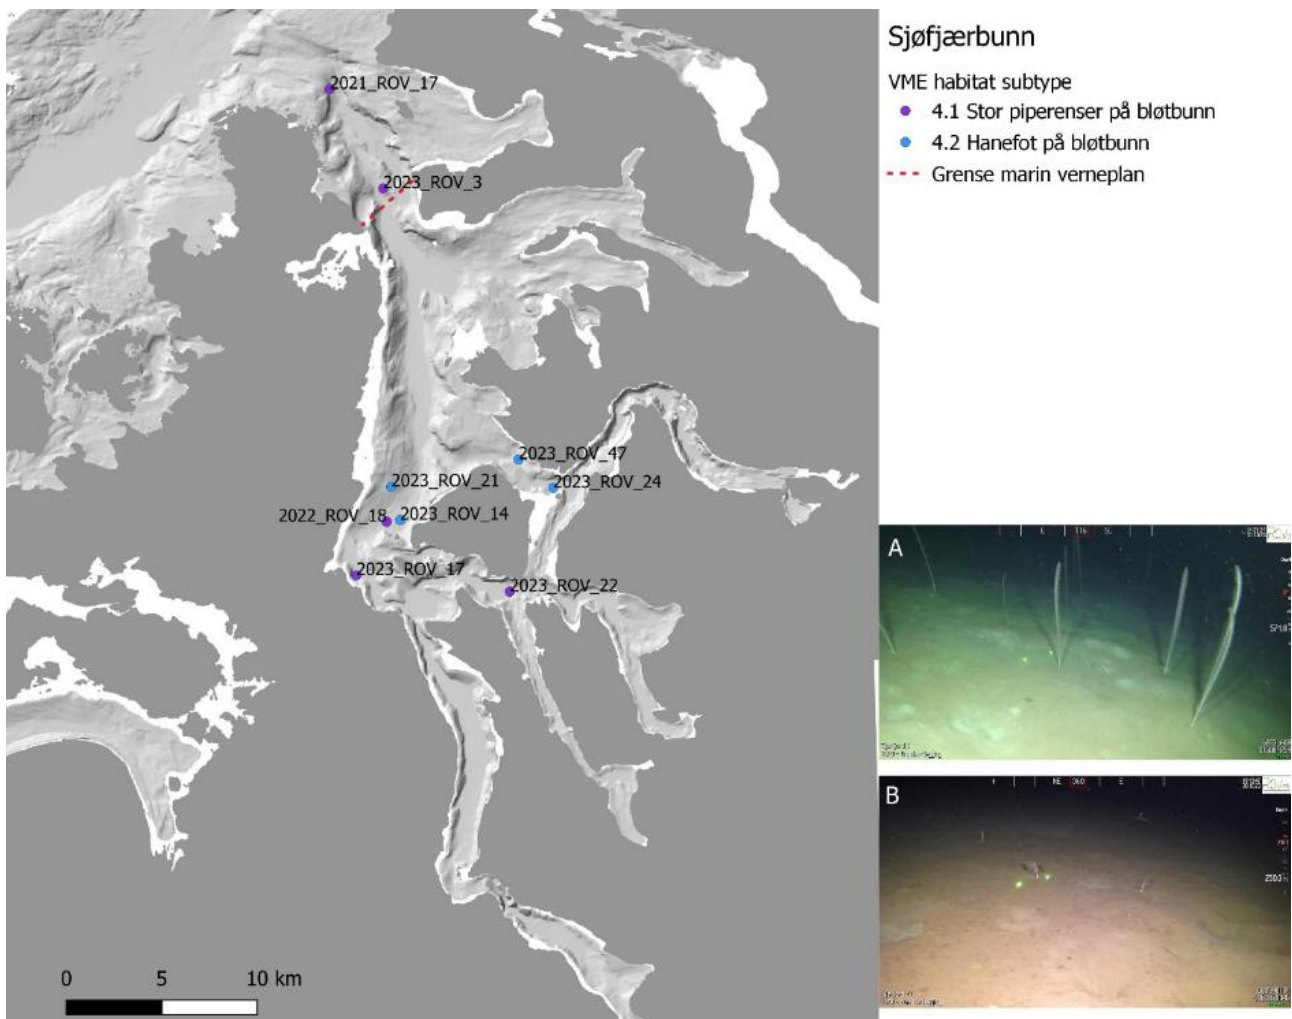 Sjøfjærbunn
VME habitat subtype
4.1 Stor piperenser på bløtbunn
4.2 Hanefot på bløtbunn
Grense marin verneplan
2021_ROV_17
2023_ROV_3
2023_ROV_47
2023_ROV_21
2023_ROV_24
2022_ROV_18
2023_ROV_14
2023_ROV_17
2023_ROV_22
0 5 10 km
A
B